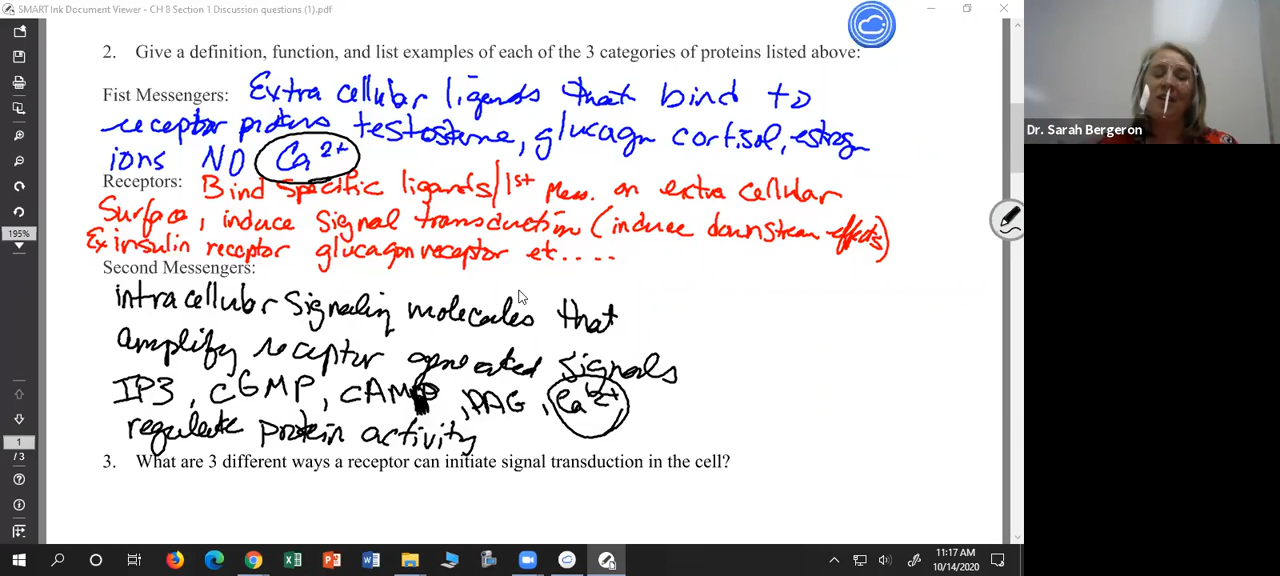 SMART Ink Document Viewer - CH 8 Section 1 Discussion questions (1).pdf
2. Give a definition, function, and list examples of each of the 3 categories of proteins listed above:
Fist Messengers: Extra cellular ligands that bind to
receptor proteins testosterone, glucagon cortisol, estrogen
ions NO Ca2+
Receptors: Bind specific ligands/1st Mess. on extra cellular
Surface, induce signal transduction (induce downstream effects)
Ex insulin receptor glucagon receptor et.....
Second Messengers:
intracellular signaling molecules that
amplify receptor generated signals
IP3, cGMP, cAMP, DAG, Ca2+
regulate protein activity
3. What are 3 different ways a receptor can initiate signal transduction in the cell?
Dr. Sarah Bergeron
195%
1
/ 3
11:17 AM
10/14/2020